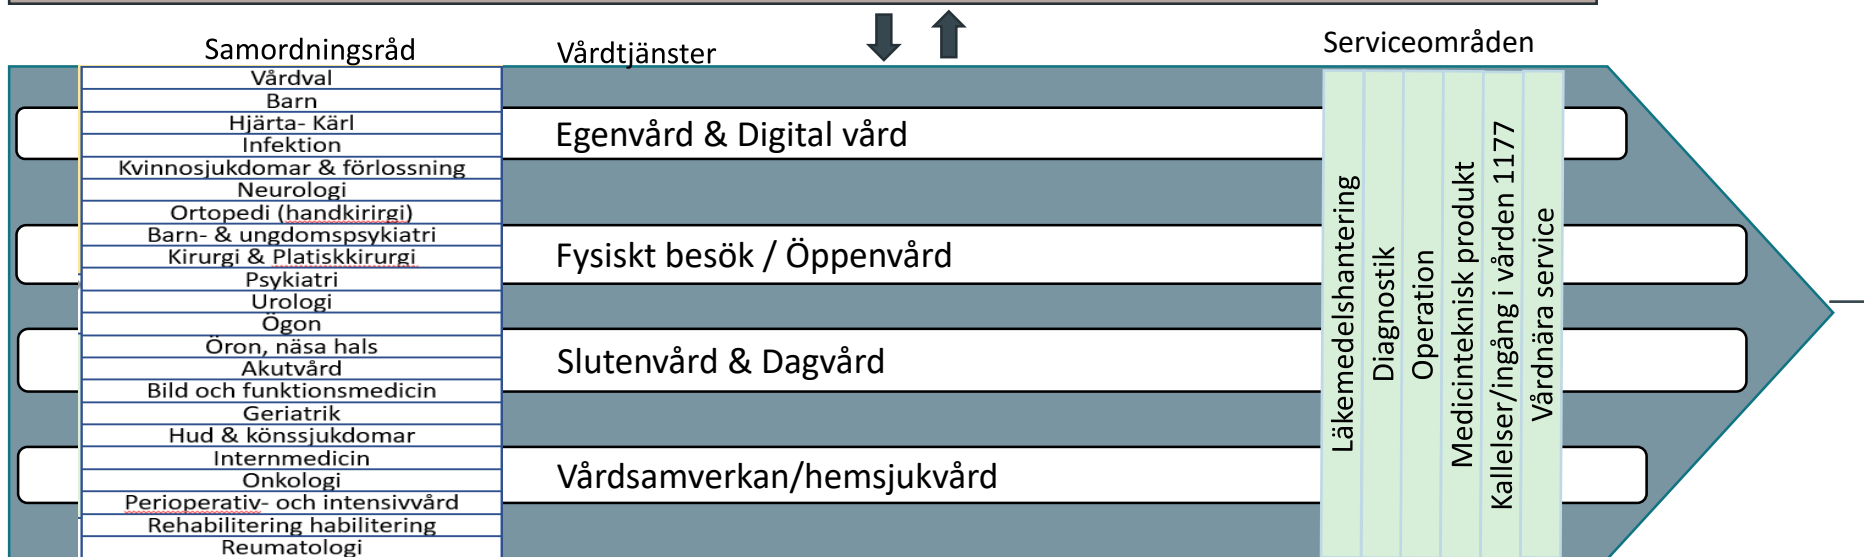 Samordningsråd
Vårdtjänster
Serviceområden
Vårdval
Barn
Hjärta- Kärl
Infektion
Kvinnosjukdomar & förlossning
Neurologi
Ortopedi (handkirirgi)
Barn- & ungdomspsykiatri
Kirurgi & Platiskkirurgi
Psykiatri
Urologi
Ögon
Öron, näsa hals
Akutvård
Bild och funktionsmedicin
Geriatrik
Hud & könssjukdomar
Internmedicin
Onkologi
Perioperativ- och intensivvård
Rehabilitering habilitering
Reumatologi
Egenvård & Digital vård
Fysiskt besök / Öppenvård
Slutenvård & Dagvård
Vårdsamverkan/hemsjukvård
Läkemedelshantering
Diagnostik
Operation
Medicinteknisk produkt
Kallelser/ingång i vården 1177
Vårdnära service